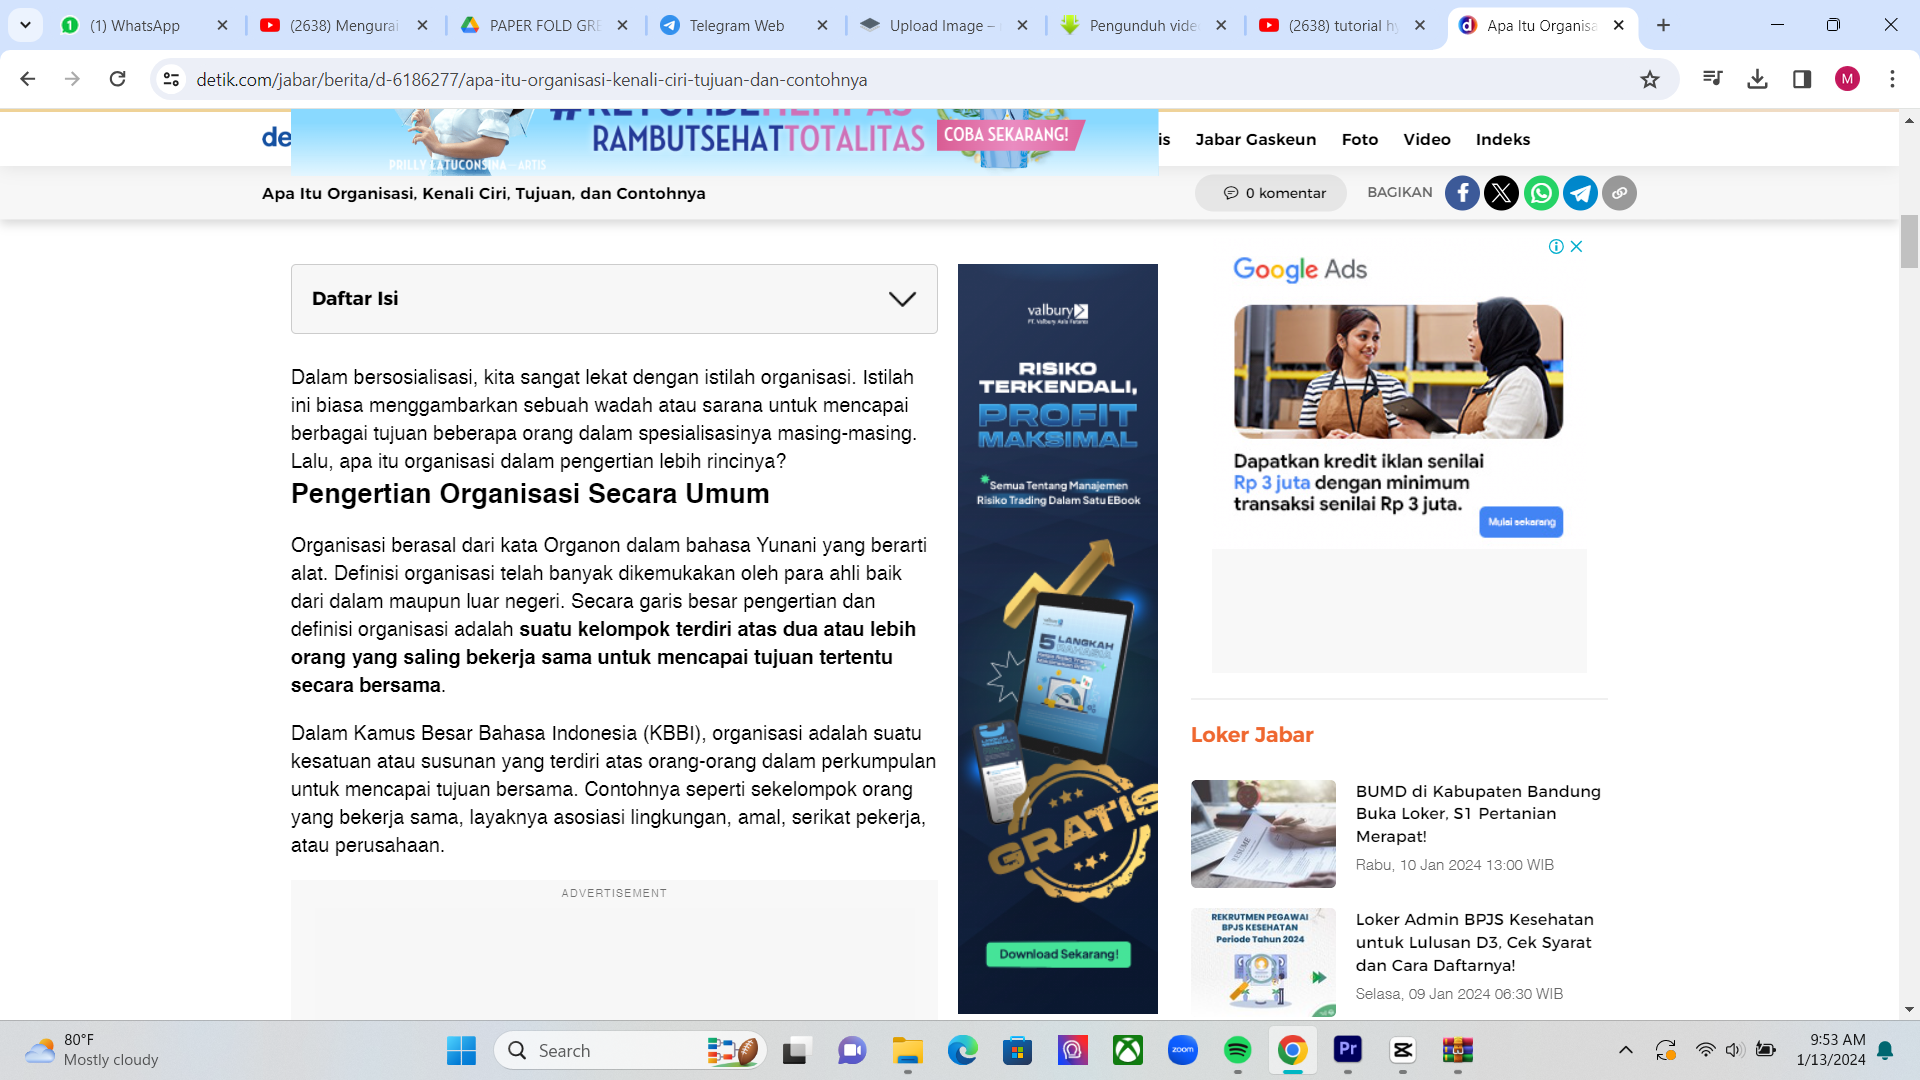 (1) WhatsApp
(2638) Mengurai
PAPER FOLD GRE
Telegram Web
Upload Image –
Pengunduh vide
(2638) tutorial hy
Apa Itu Organisa
detik.com/jabar/berita/d-6186277/apa-itu-organisasi-kenali-ciri-tujuan-dan-contohnya
M
de
RAMBUTSEHATTOTALITAS
COBA SEKARANG!
PRILLY LATUCONSINA – ARTIS
is
Jabar Gaskeun
Foto
Video
Indeks
Apa Itu Organisasi, Kenali Ciri, Tujuan, dan Contohnya
0 komentar
BAGIKAN
Daftar Isi
Dalam bersosialisasi, kita sangat lekat dengan istilah organisasi. Istilah
ini biasa menggambarkan sebuah wadah atau sarana untuk mencapai
berbagai tujuan beberapa orang dalam spesialisasinya masing-masing.
Lalu, apa itu organisasi dalam pengertian lebih rincinya?
Pengertian Organisasi Secara Umum
Organisasi berasal dari kata Organon dalam bahasa Yunani yang berarti
alat. Definisi organisasi telah banyak dikemukakan oleh para ahli baik
dari dalam maupun luar negeri. Secara garis besar pengertian dan
definisi organisasi adalah suatu kelompok terdiri atas dua atau lebih
orang yang saling bekerja sama untuk mencapai tujuan tertentu
secara bersama.
Dalam Kamus Besar Bahasa Indonesia (KBBI), organisasi adalah suatu
kesatuan atau susunan yang terdiri atas orang-orang dalam perkumpulan
untuk mencapai tujuan bersama. Contohnya seperti sekelompok orang
yang bekerja sama, layaknya asosiasi lingkungan, amal, serikat pekerja,
atau perusahaan.
ADVERTISEMENT
valbury
PT. Valbury Asia Futures
RISIKO
TERKENDALI,
PROFIT
MAKSIMAL
*Semua Tentang Manajemen
Risiko Trading Dalam Satu EBook
5 LANGKAH
RAHASIA
GRATIS
Download Sekarang!
Google Ads
Dapatkan kredit iklan senilai
Rp 3 juta dengan minimum
transaksi senilai Rp 3 juta.
Mulai sekarang
Loker Jabar
RESUME
BUMD di Kabupaten Bandung
Buka Loker, S1 Pertanian
Merapat!
Rabu, 10 Jan 2024 13:00 WIB
REKRUTMEN PEGAWAI
BPJS KESEHATAN
Periode Tahun 2024
Loker Admin BPJS Kesehatan
untuk Lulusan D3, Cek Syarat
dan Cara Daftarnya!
Selasa, 09 Jan 2024 06:30 WIB
80°F
Mostly cloudy
Search
zoom
Pr
9:53 AM
1/13/2024